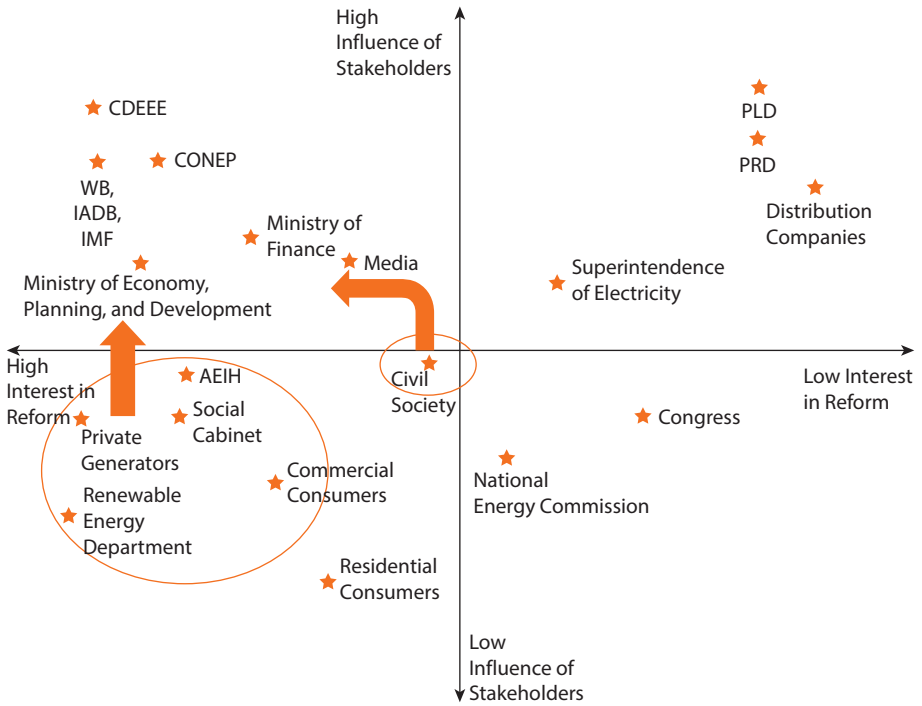 High
Influence of
Stakeholders
CDEEE
PLD
CONEP
PRD
WB,
IADB,
IMF
Distribution
Companies
Ministry of
Finance
Media
Superintendence
of Electricity
Ministry of Economy,
Planning, and Development
High
Interest in
Reform
Low Interest
in Reform
AEIH
Civil
Society
Social
Cabinet
Congress
Private
Generators
Commercial
Consumers
National
Energy Commission
Renewable
Energy
Department
Residential
Consumers
Low
Influence of
Stakeholders